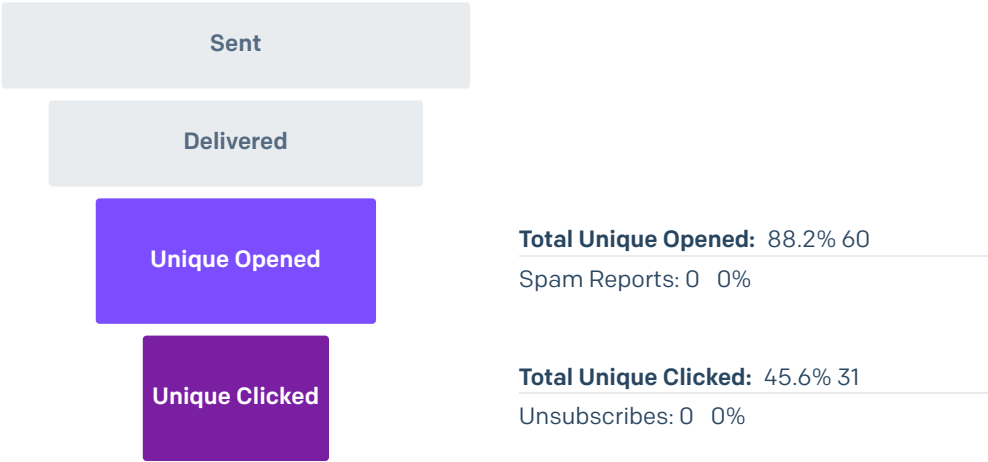 Sent
Delivered
Unique Opened
Total Unique Opened: 88.2% 60
Spam Reports: 0 0%
Unique Clicked
Total Unique Clicked: 45.6% 31
Unsubscribes: 0 0%